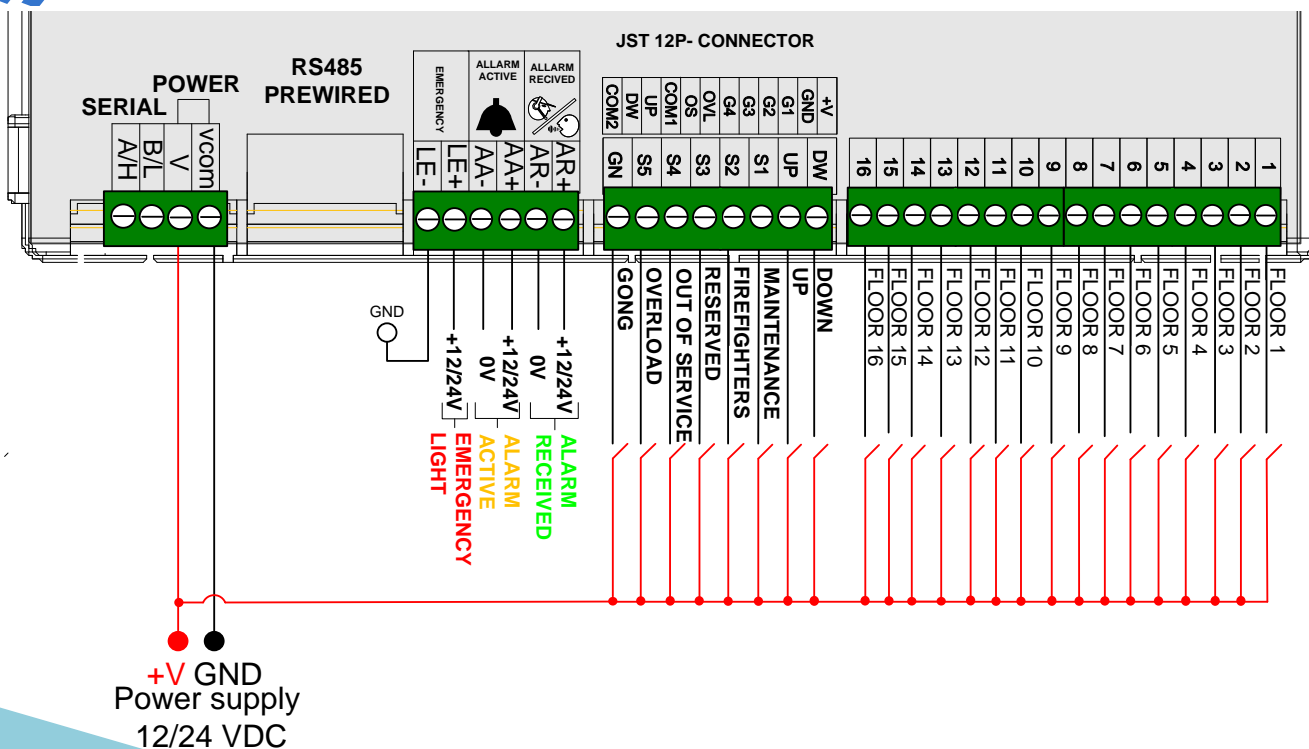 JST 12P- CONNECTOR
RS485
PREWIRED
POWER
SERIAL
A/H
B/L
V
vcom
EMERGENCY
ALLARM
ACTIVE
ALLARM
RECIVED
LE-
LE+
AA-
AA+
AR-
AR+
COM2
DW
UP
COM1
OS
OVL
G4
G3
G2
G1
GND
+V
GN
S5
S4
S3
S2
S1
UP
DW
16
15
14
13
12
11
10
9
8
7
6
5
4
3
2
1
GND
+12/24V
0V
+12/24V
0V
+12/24V
EMERGENCY
LIGHT
ALARM
ACTIVE
ALARM
RECEIVED
GONG
OVERLOAD
OUT OF SERVICE
RESERVED
FIREFIGHTERS
MAINTENANCE
UP
DOWN
FLOOR 16
FLOOR 15
FLOOR 14
FLOOR 13
FLOOR 12
FLOOR 11
FLOOR 10
FLOOR 9
FLOOR 8
FLOOR 7
FLOOR 6
FLOOR 5
FLOOR 4
FLOOR 3
FLOOR 2
FLOOR 1
+V GND
Power supply
12/24 VDC